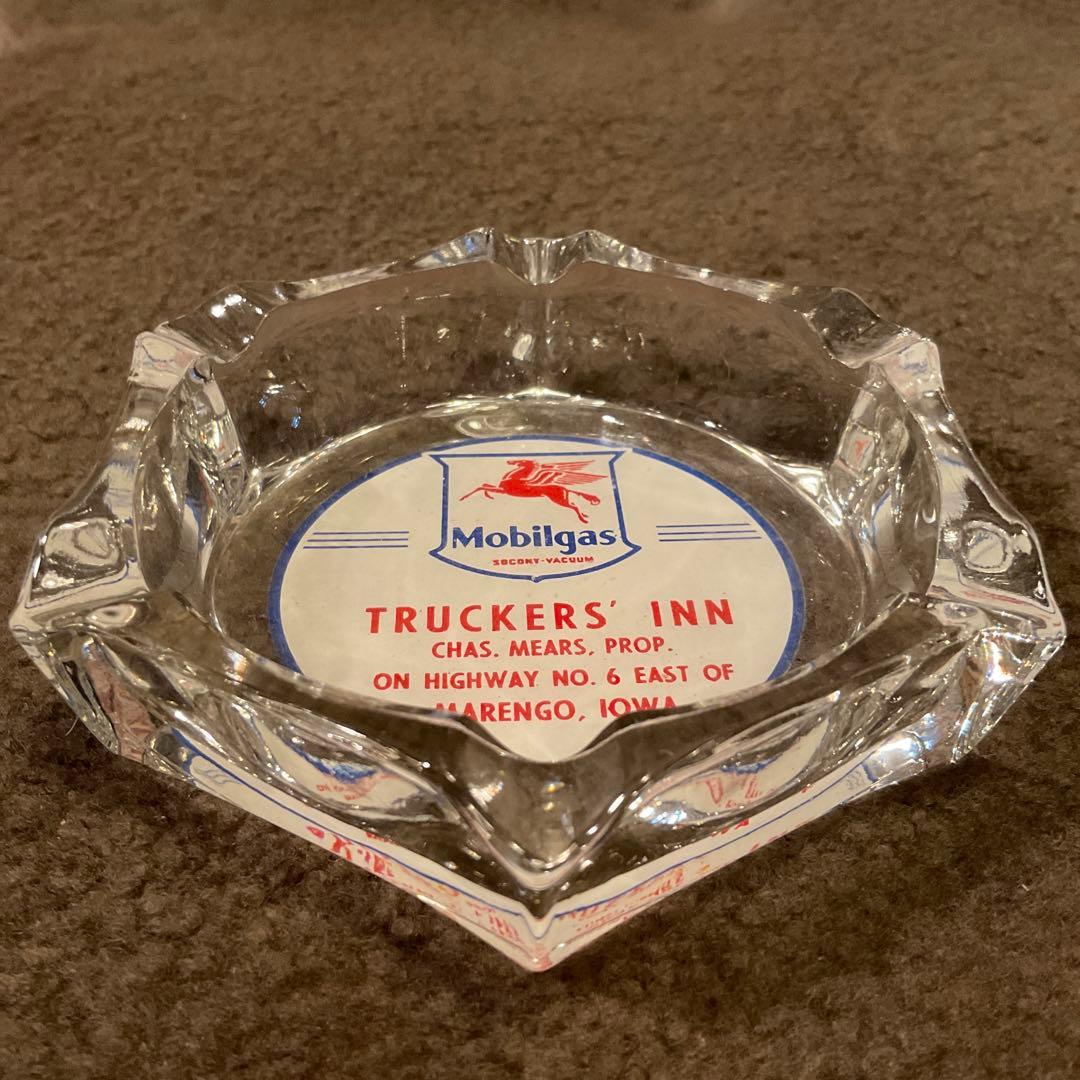 Mobilgas
SOCONY-VACUUM
TRUCKERS' INN
CHAS. MEARS, PROP.
ON HIGHWAY NO. 6 EAST OF
MARENGO, IOWA